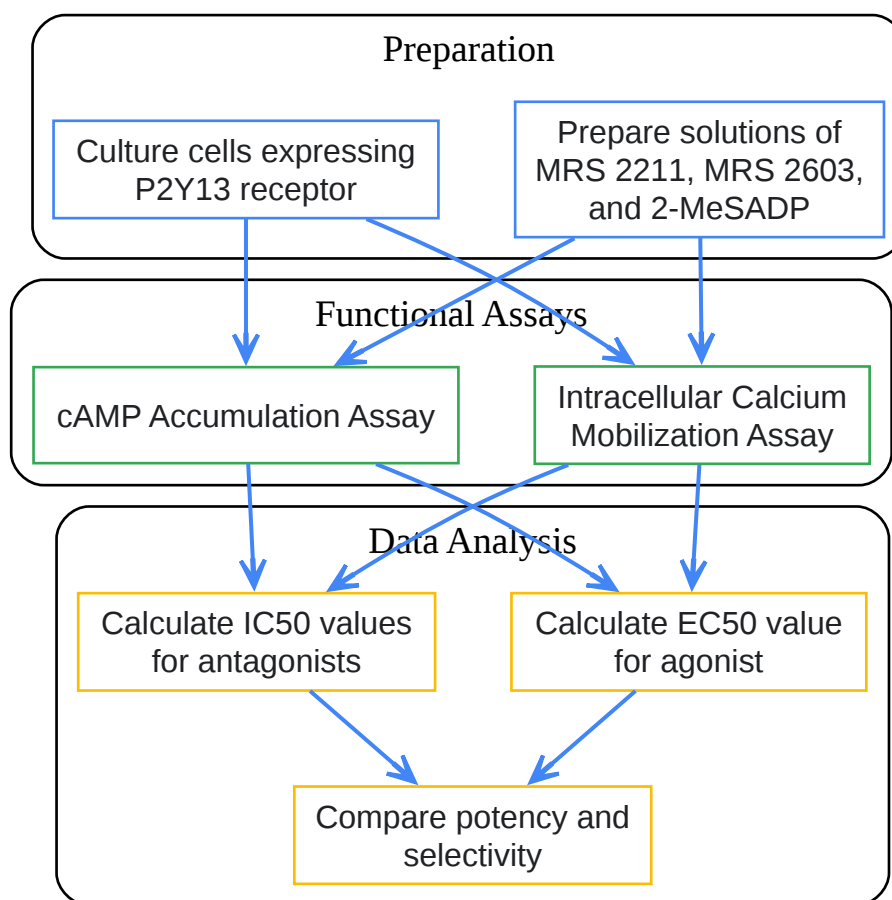 Preparation
Culture cells expressing
P2Y13 receptor
Prepare solutions of
MRS 2211, MRS 2603,
and 2-MeSADP
Functional Assays
cAMP Accumulation Assay
Intracellular Calcium
Mobilization Assay
Data Analysis
Calculate IC50 values
for antagonists
Calculate EC50 value
for agonist
Compare potency and
selectivity